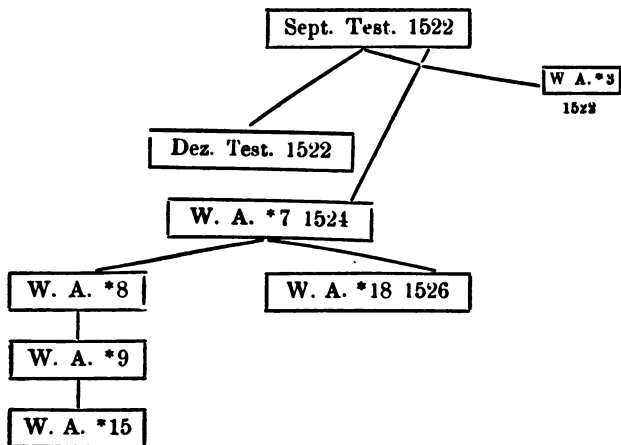 Sept. Test. 1522
W A. *3
1522
Dez. Test. 1522
W. A. *7 1524
W. A. *8
W. A. *18 1526
W. A. *9
W. A. *15